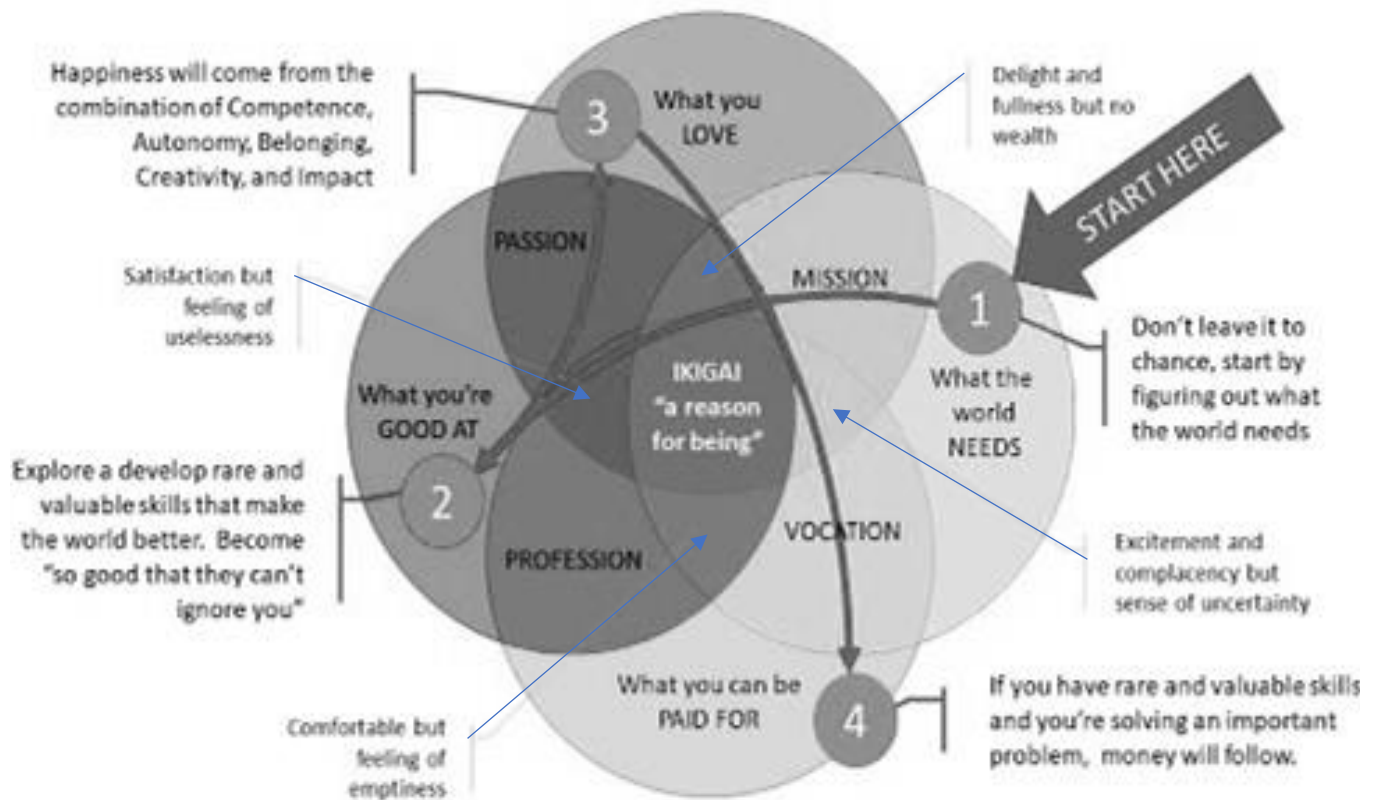 Happiness will come from the
combination of Competence,
Autonomy, Belonging,
Creativity, and Impact
3
What you
LOVE
Delight and
fullness but no
wealth
START HERE
PASSION
MISSION
1
Satisfaction but
feeling of
uselessness
Don't leave it to
chance, start by
figuring out what
the world needs
What the
world
NEEDS
IKIGAI
"a reason
for being"
What you're
GOOD AT
2
Explore a develop rare and
valuable skills that make
the world better. Become
"so good that they can't
ignore you"
PROFESSION
VOCATION
Excitement and
complacency but
sense of uncertainty
What you can be
PAID FOR
4
If you have rare and valuable skills
and you're solving an important
problem, money will follow.
Comfortable but
feeling of
emptiness